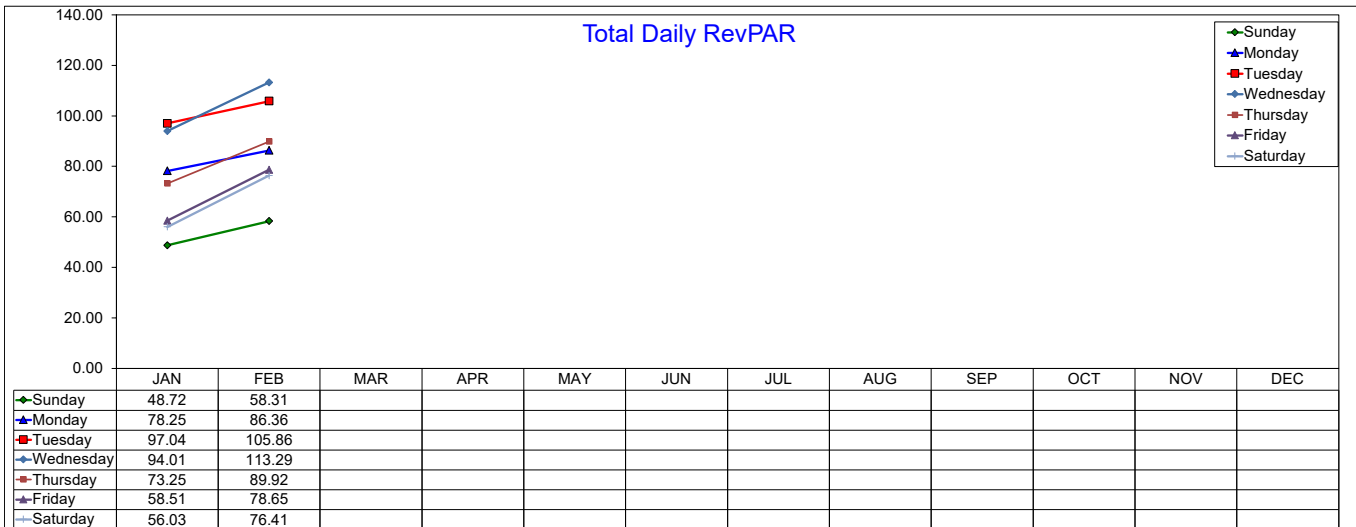 140.00
Total Daily RevPAR
Sunday
Monday
Tuesday
Wednesday
Thursday
Friday
Saturday
120.00
100.00
80.00
60.00
40.00
20.00
0.00
JAN FEB MAR APR MAY JUN JUL AUG SEP OCT NOV DEC
Sunday 48.72 58.31
Monday 78.25 86.36
Tuesday 97.04 105.86
Wednesday 94.01 113.29
Thursday 73.25 89.92
Friday 58.51 78.65
Saturday 56.03 76.41